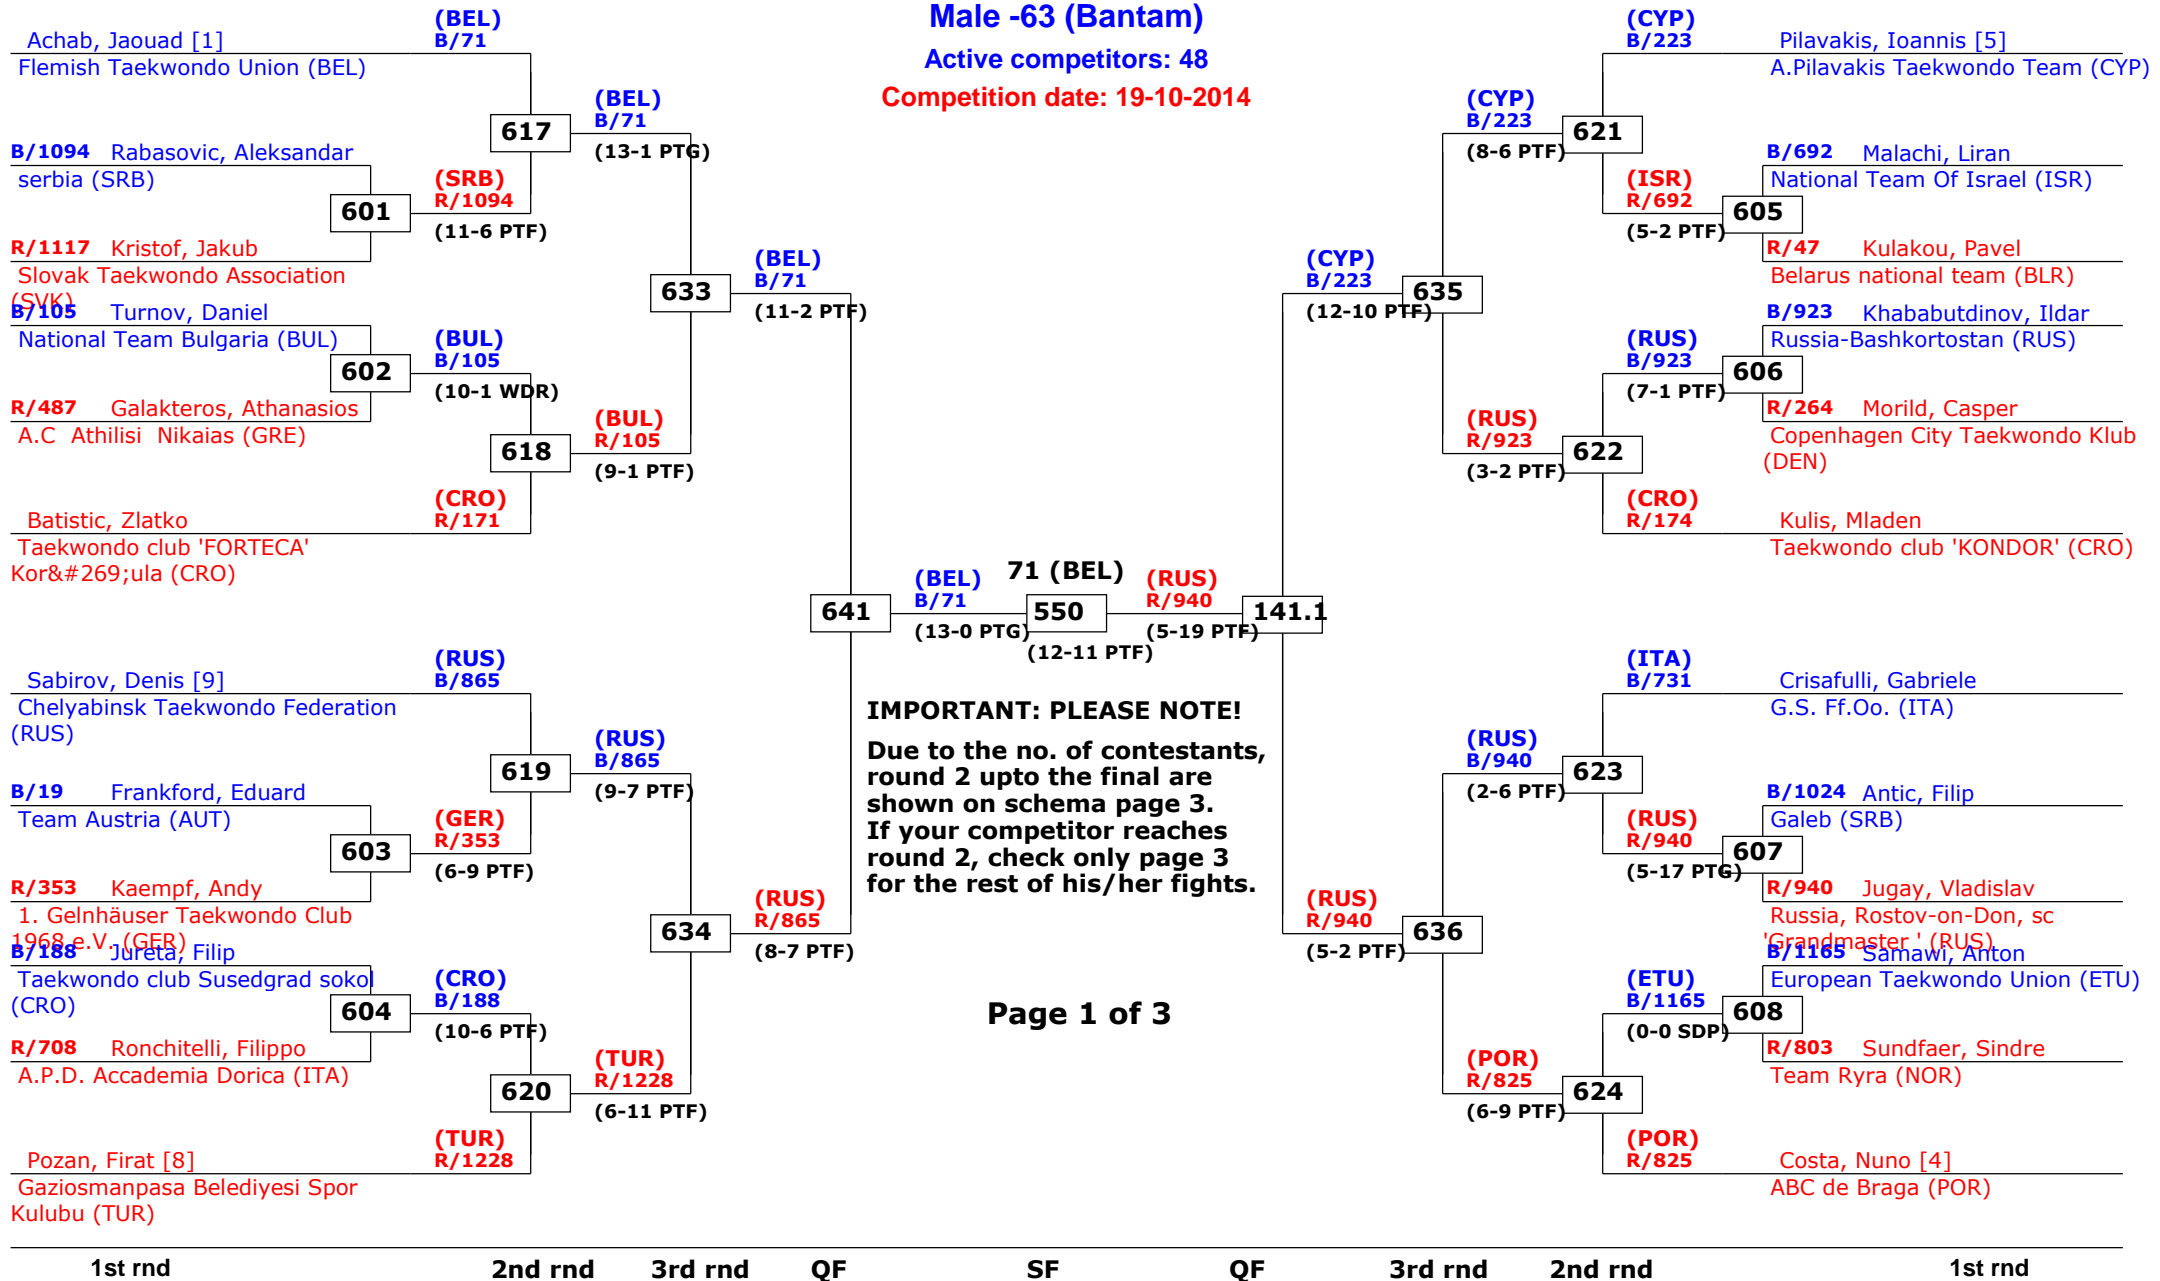 Male -63 (Bantam)
Active competitors: 48
Competition date: 19-10-2014
(BEL)
Achab, Jaouad [1] B/71
Flemish Taekwondo Union (BEL)
617
(BEL)
B/71
(13-1 PTG)
B/1094 Rabasovic, Aleksandar
serbia (SRB)
601
(SRB)
R/1094
(11-6 PTF)
R/1117 Kristof, Jakub
Slovak Taekwondo Association
(SVK)
633
(BEL)
B/71
(11-2 PTF)
B/105 Turnov, Daniel
National Team Bulgaria (BUL)
602
(BUL)
B/105
(10-1 WDR)
R/487 Galakteros, Athanasios
A.C Athilisi Nikaias (GRE)
618
(BUL)
R/105
(9-1 PTF)
(CRO)
Batistic, Zlatko R/171
Taekwondo club 'FORTECA'
Kor&#269;ula (CRO)
641
(BEL)
B/71
(13-0 PTG)
71 (BEL)
550
(12-11 PTF)
(RUS)
R/940
(5-19 PTF)
141.1
(RUS)
Sabirov, Denis [9] B/865
Chelyabinsk Taekwondo Federation
(RUS)
619
(RUS)
B/865
(9-7 PTF)
B/19 Frankford, Eduard
Team Austria (AUT)
603
(GER)
R/353
(6-9 PTF)
R/353 Kaempf, Andy
1. Gelnhäuser Taekwondo Club
1968 e.V. (GER)
634
(RUS)
R/865
(8-7 PTF)
B/188 Jureta, Filip
Taekwondo club Susedgrad sokol
(CRO)
604
(CRO)
B/188
(10-6 PTF)
R/708 Ronchitelli, Filippo
A.P.D. Accademia Dorica (ITA)
620
(TUR)
R/1228
(6-11 PTF)
(TUR)
Pozan, Firat [8] R/1228
Gaziosmanpasa Belediyesi Spor
Kulubu (TUR)
IMPORTANT: PLEASE NOTE!
Due to the no. of contestants,
round 2 upto the final are
shown on schema page 3.
If your competitor reaches
round 2, check only page 3
for the rest of his/her fights.
Page 1 of 3
(CYP)
B/223 Pilavakis, Ioannis [5]
A.Pilavakis Taekwondo Team (CYP)
(CYP)
B/223
(8-6 PTF)
621
B/692 Malachi, Liran
National Team Of Israel (ISR)
(ISR)
R/692
(5-2 PTF)
605
R/47 Kulakou, Pavel
Belarus national team (BLR)
(CYP)
B/223
(12-10 PTF)
635
B/923 Khababutdinov, Ildar
Russia-Bashkortostan (RUS)
(RUS)
B/923
(7-1 PTF)
606
R/264 Morild, Casper
Copenhagen City Taekwondo Klub
(DEN)
(RUS)
R/923
(3-2 PTF)
622
(CRO)
R/174 Kulis, Mladen
Taekwondo club 'KONDOR' (CRO)
(ITA)
B/731 Crisafulli, Gabriele
G.S. Ff.Oo. (ITA)
(RUS)
B/940
(2-6 PTF)
623
B/1024 Antic, Filip
Galeb (SRB)
(RUS)
R/940
(5-17 PTG)
607
R/940 Jugay, Vladislav
Russia, Rostov-on-Don, sc
'Grandmaster ' (RUS)
(RUS)
R/940
(5-2 PTF)
636
B/1165 Samawi, Anton
European Taekwondo Union (ETU)
(ETU)
B/1165
(0-0 SDP)
608
R/803 Sundfaer, Sindre
Team Ryra (NOR)
(POR)
R/825
(6-9 PTF)
624
(POR)
R/825 Costa, Nuno [4]
ABC de Braga (POR)
1st rnd 2nd rnd 3rd rnd QF SF QF 3rd rnd 2nd rnd 1st rnd